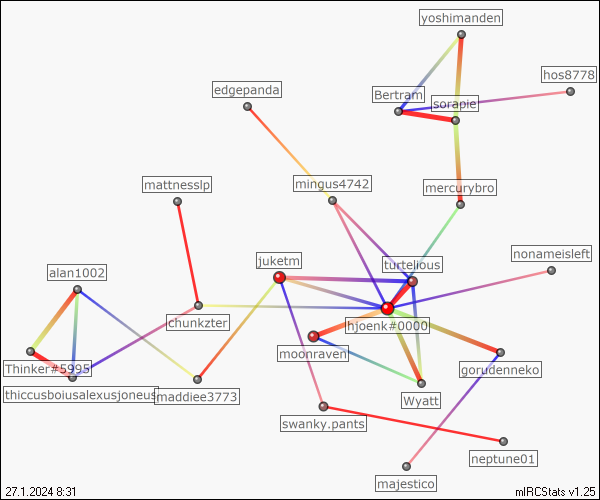 yoshimanden
hos8778
edgepanda
Bertram
sorapie
mattnesslp
mingus4742
mercurybro
nonameisleft
juketm
turtelious
alan1002
chunkzter
hjoenk#0000
moonraven
Thinker#5995
gorudenneko
thiccusboiusalexusjoneus
maddiee3773
Wyatt
swanky.pants
neptune01
majestico
27.1.2024 8:31
mIRCStats v1.25